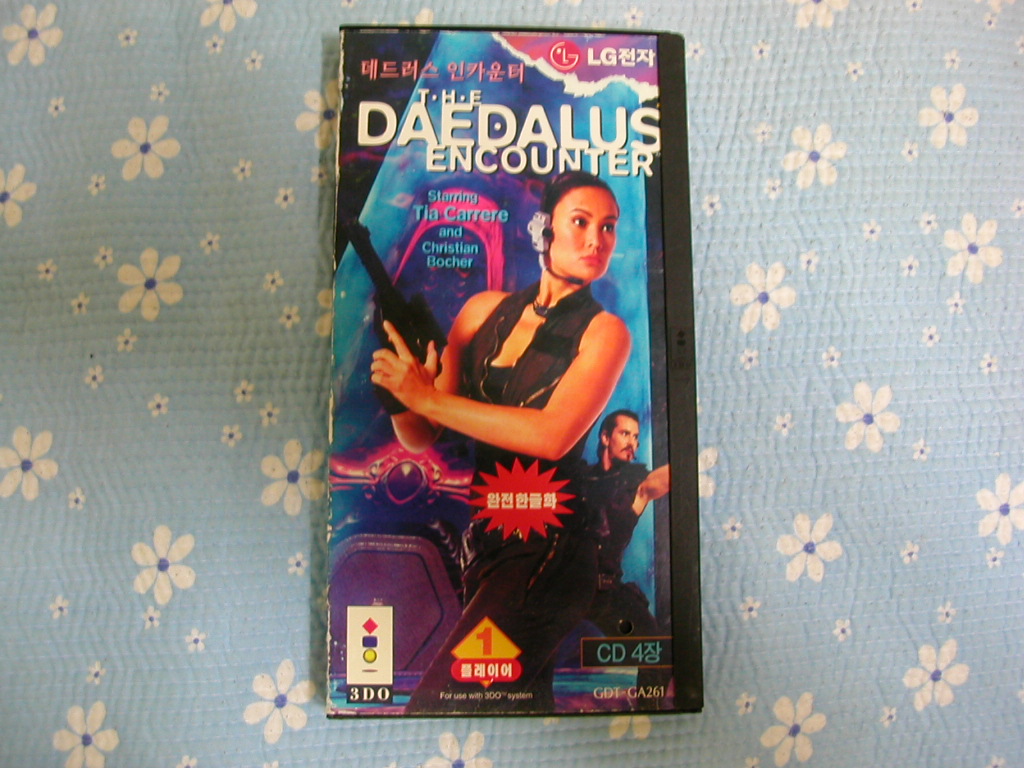 LG전자
데드러스 인카운터
T·H·E
DAEDALUS
ENCOUNTER
Starring
Tia Carrere
and
Christian
Bocher
완전한글화
1
플레이어
CD 4장
3DO
For use with 3DO™ system
GDT-GA261